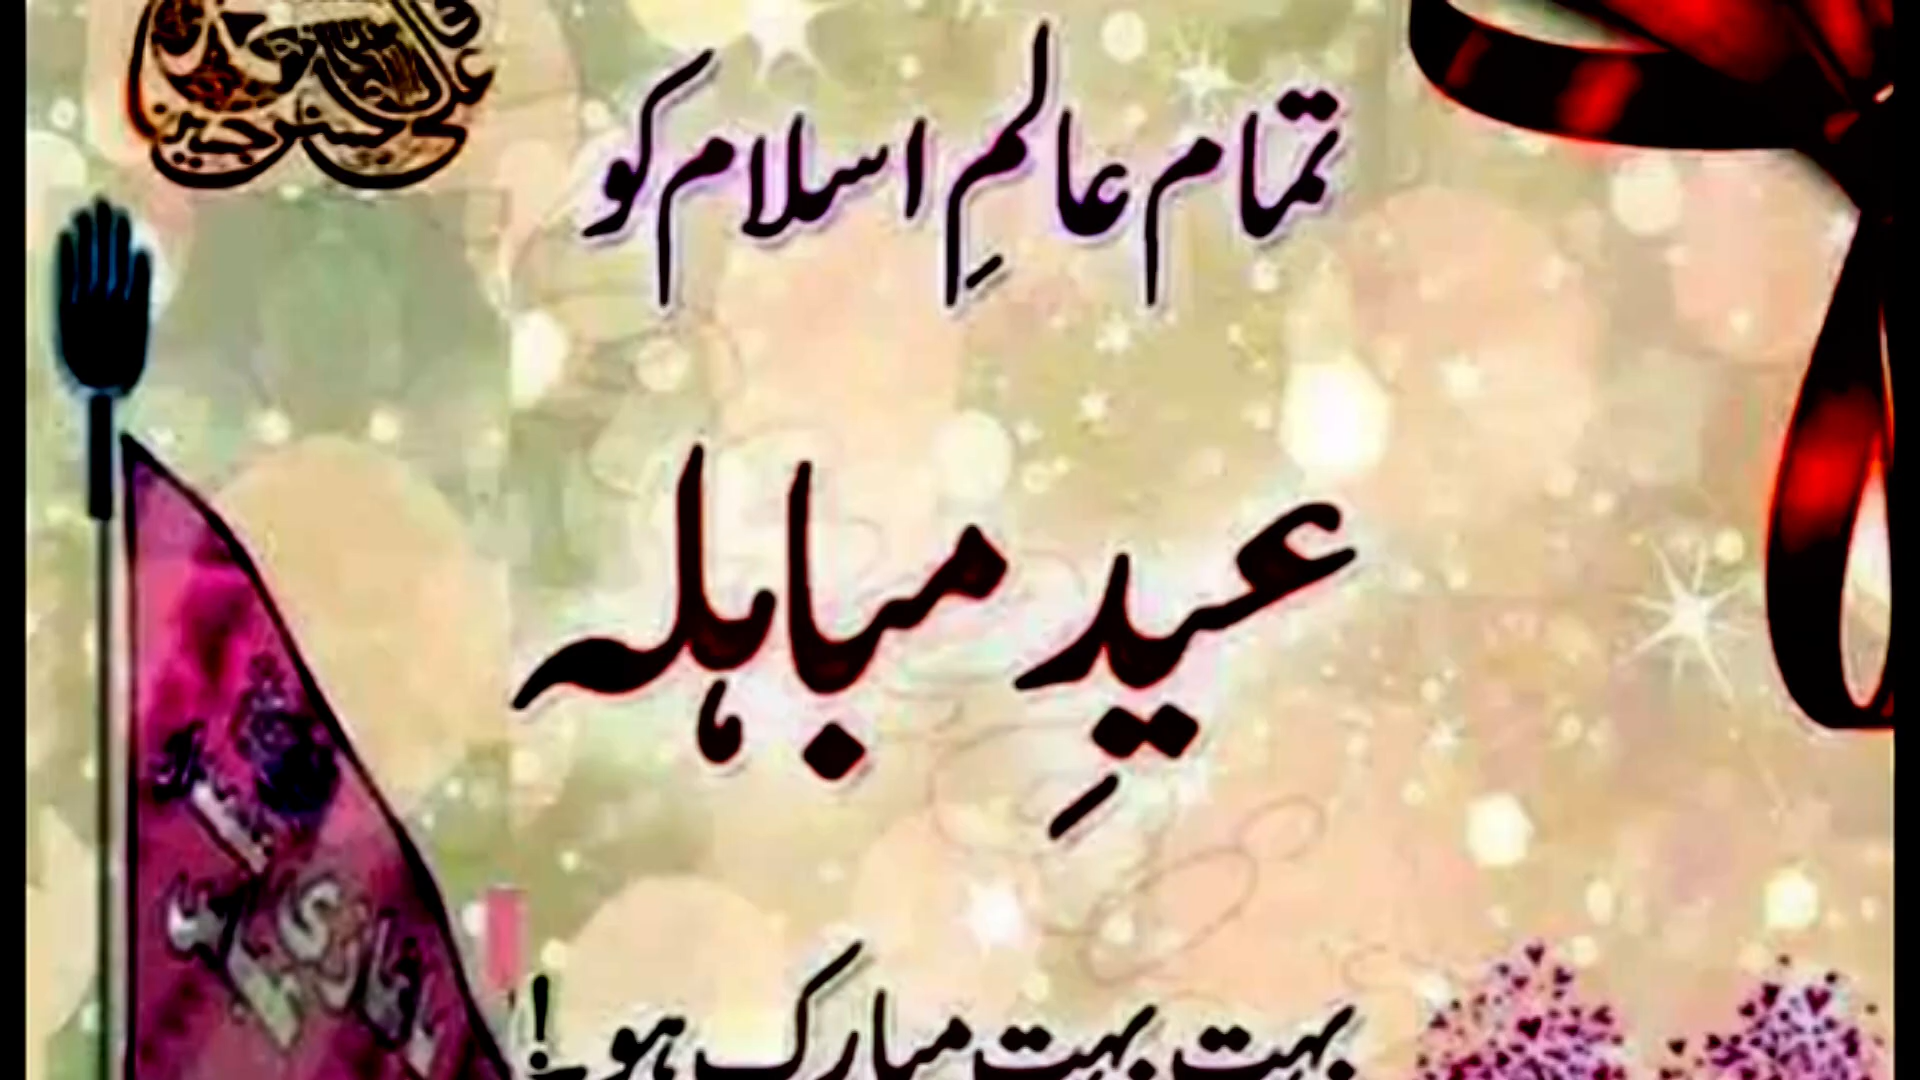 تمام عالمِ اسلام کو
عیدِ مباہلہ
بہت بہت مبارک ہو!